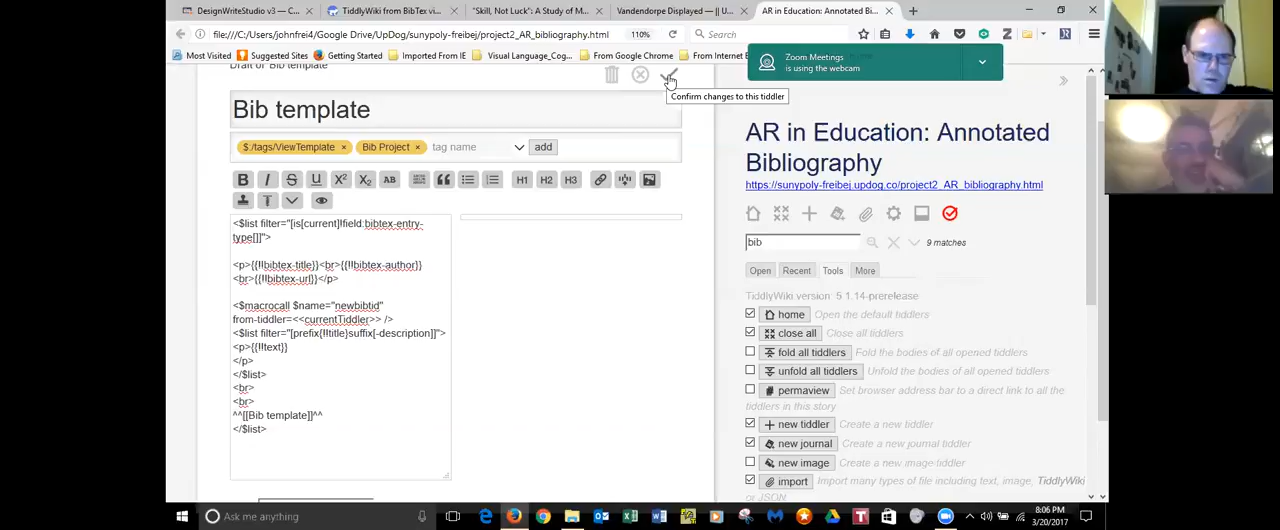 DesignWriteStudio v3 — C...
TiddlyWiki from BibTex vi...
"Skill, Not Luck": A Study of M...
Vandendorpe Displayed — || U...
AR in Education: Annotated Bi...
file:///C:/Users/johnfrei4/Google Drive/UpDog/sunypoly-freibej/project2_AR_bibliography.html
110%
Search
Most Visited
Suggested Sites
Getting Started
Imported From IE
Visual Language_Cog...
From Google Chrome
From Internet
Zoom Meetings
is using the webcam
Draft of 'Bib template'
Confirm changes to this tiddler
Bib template
$:/tags/ViewTemplate ×
Bib Project ×
tag name
add
B I S U X² X₂ AB H1 H2 H3
<$list filter="[is[current]!field:bibtex-entry-
type[]]">
<p>{{!!bibtex-title}}<br>{{!!bibtex-author}}
<br>{{!!bibtex-url}}</p>
<$macrocall $name="newbibtid"
from-tiddler=<<currentTiddler>> />
<$list filter="[prefix{!!title}suffix[-description]]">
<p>{{!!text}}
</p>
</$list>
<br>
<br>
^^[[Bib template]]^^
</$list>
AR in Education: Annotated
Bibliography
https://sunypoly-freibej.updog.co/project2_AR_bibliography.html
bib
9 matches
Open
Recent
Tools
More
TiddlyWiki version: 5.1.14-prerelease
home Open the default tiddlers
close all Close all tiddlers
fold all tiddlers Fold the bodies of all opened tiddlers
unfold all tiddlers Unfold the bodies of all opened tiddlers
permaview Set browser address bar to a direct link to all the
tiddlers in this story
new tiddler Create a new tiddler
new journal Create a new journal tiddler
new image Create a new image tiddler
import Import many types of file including text, image, TiddlyWiki
or JSON
Ask me anything
8:06 PM
3/20/2017